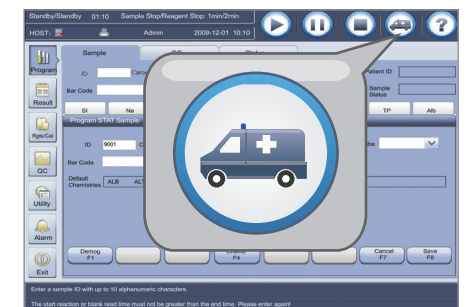 Standby/Standby 01:10 Sample Stop/Reagent Stop: 1min/2min
HOST: Admin 2009-12-01 10:10
Sample QC Status
Program
ID Patient ID
Bar Code Sample Status
Result
SI Na TP Alb
Program STAT Sample
Rgts/Cal
ID 9001
Bar Code
QC
Default Chemistries ALB
Utility
Alarm
Demog F1 F4 Cancel F7 Save F8
Exit
Enter a sample ID with up to 10 alphanumeric characters.
The start reaction or blank read time must not be greater than the end time. Please enter again!